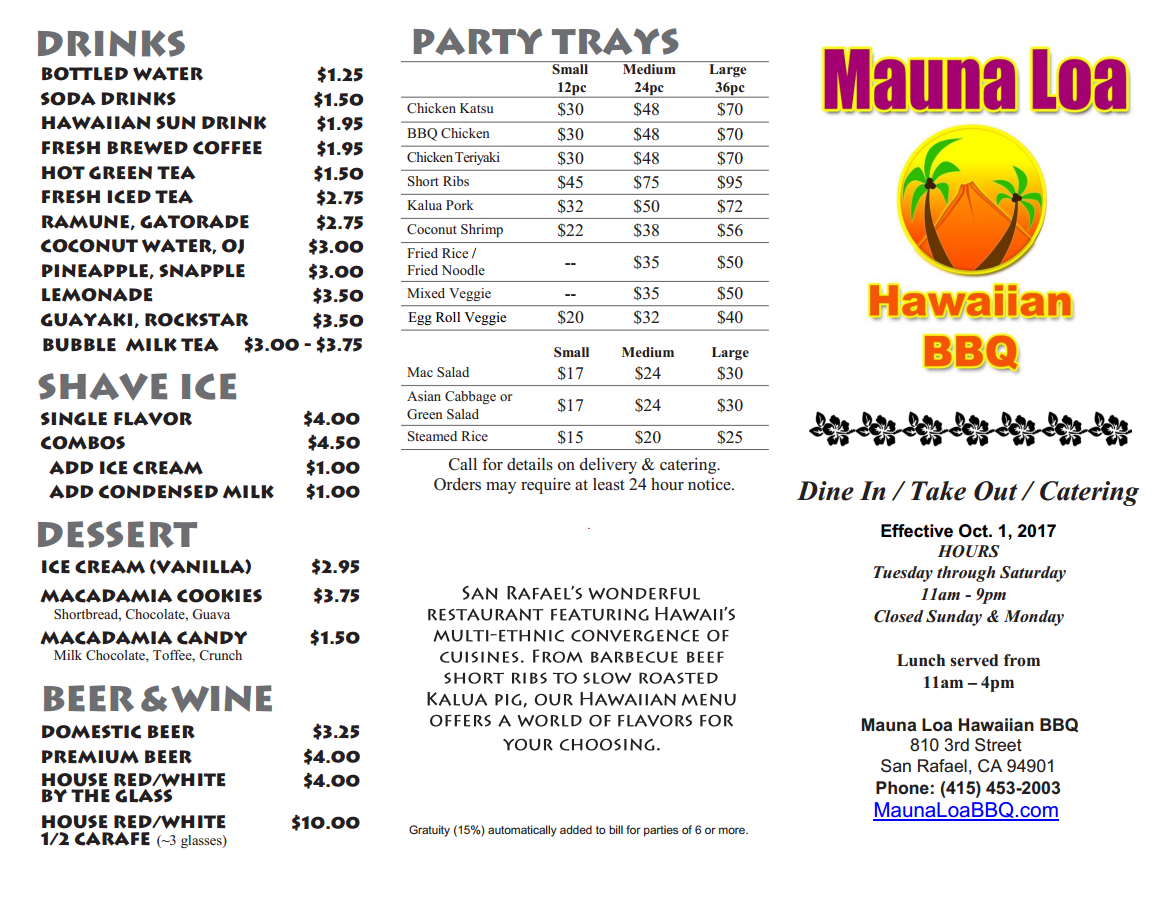 DRINKS
BOTTLED WATER $1.25
SODA DRINKS $1.50
HAWAIIAN SUN DRINK $1.95
FRESH BREWED COFFEE $1.95
HOT GREEN TEA $1.50
FRESH ICED TEA $2.75
RAMUNE, GATORADE $2.75
COCONUT WATER, OJ $3.00
PINEAPPLE, SNAPPLE $3.00
LEMONADE $3.50
GUAYAKI, ROCKSTAR $3.50
BUBBLE MILK TEA $3.00 - $3.75
SHAVE ICE
SINGLE FLAVOR $4.00
COMBOS $4.50
ADD ICE CREAM $1.00
ADD CONDENSED MILK $1.00
DESSERT
ICE CREAM (VANILLA) $2.95
MACADAMIA COOKIES $3.75
Shortbread, Chocolate, Guava
MACADAMIA CANDY $1.50
Milk Chocolate, Toffee, Crunch
BEER & WINE
DOMESTIC BEER $3.25
PREMIUM BEER $4.00
HOUSE RED/WHITE $4.00
BY THE GLASS
HOUSE RED/WHITE $10.00
1/2 CARAFE (~3 glasses)
PARTY TRAYS
Small Medium Large
12pc 24pc 36pc
Chicken Katsu $30 $48 $70
BBQ Chicken $30 $48 $70
Chicken Teriyaki $30 $48 $70
Short Ribs $45 $75 $95
Kalua Pork $32 $50 $72
Coconut Shrimp $22 $38 $56
Fried Rice /
Fried Noodle -- $35 $50
Mixed Veggie -- $35 $50
Egg Roll Veggie $20 $32 $40
Small Medium Large
Mac Salad $17 $24 $30
Asian Cabbage or
Green Salad $17 $24 $30
Steamed Rice $15 $20 $25
Call for details on delivery & catering.
Orders may require at least 24 hour notice.
.
SAN RAFAEL'S WONDERFUL
RESTAURANT FEATURING HAWAII'S
MULTI-ETHNIC CONVERGENCE OF
CUISINES. FROM BARBECUE BEEF
SHORT RIBS TO SLOW ROASTED
KALUA PIG, OUR HAWAIIAN MENU
OFFERS A WORLD OF FLAVORS FOR
YOUR CHOOSING.
Gratuity (15%) automatically added to bill for parties of 6 or more.
Mauna Loa
Hawaiian
BBQ
Dine In / Take Out / Catering
Effective Oct. 1, 2017
HOURS
Tuesday through Saturday
11am - 9pm
Closed Sunday & Monday
Lunch served from
11am – 4pm
Mauna Loa Hawaiian BBQ
810 3rd Street
San Rafael, CA 94901
Phone: (415) 453-2003
MaunaLoaBBQ.com